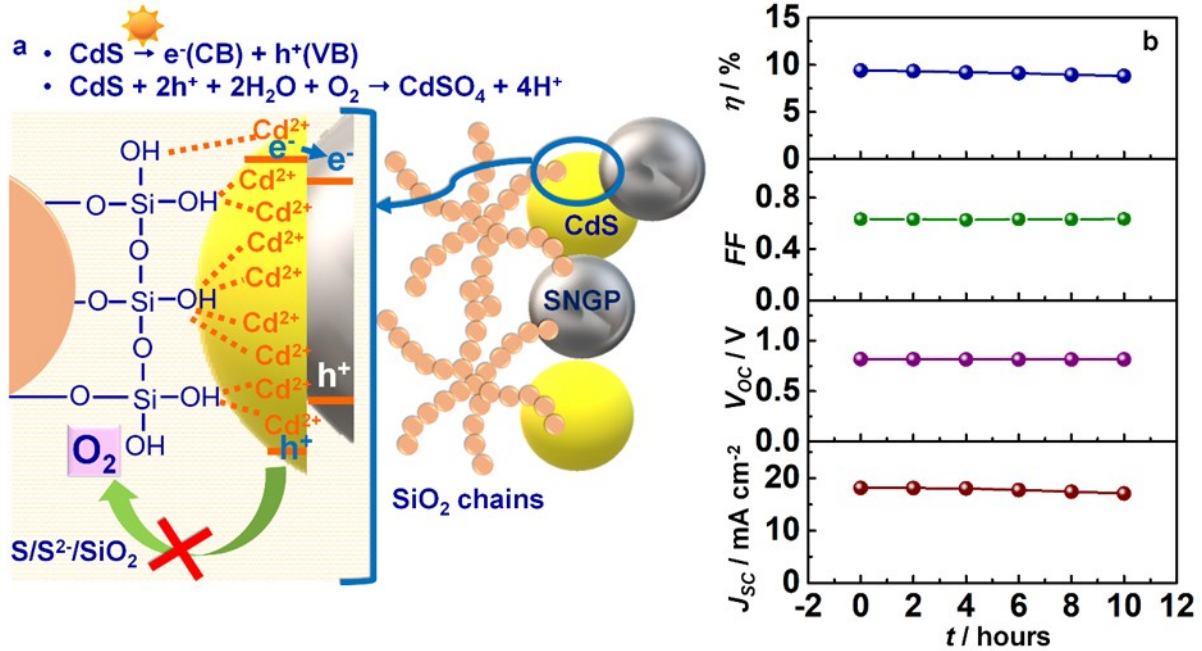 a
• CdS → e⁻(CB) + h⁺(VB)
• CdS + 2h⁺ + 2H₂O + O₂ → CdSO₄ + 4H⁺
Cd²⁺
OH
e⁻
e⁻
O
Si
OH
Cd²⁺
Cd²⁺
O
Cd²⁺
O
Si
OH
Cd²⁺
Cd²⁺
O
Cd²⁺
h⁺
O
Si
OH
Cd²⁺
Cd²⁺
OH
h⁺
O₂
S/S²⁻/SiO₂
CdS
SNGP
SiO₂ chains
b
η / %
15
10
5
0
FF
0.8
0.4
0.0
V_OC / V
1.0
0.5
0.0
J_SC / mA cm⁻²
20
10
0
-2 0 2 4 6 8 10 12
t / hours